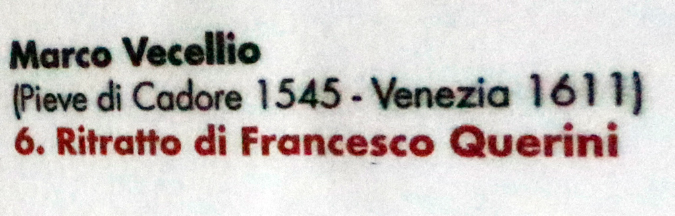 Marco Vecellio
(Pieve di Cadore 1545 - Venezia 1611)
6. Ritratto di Francesco Querini